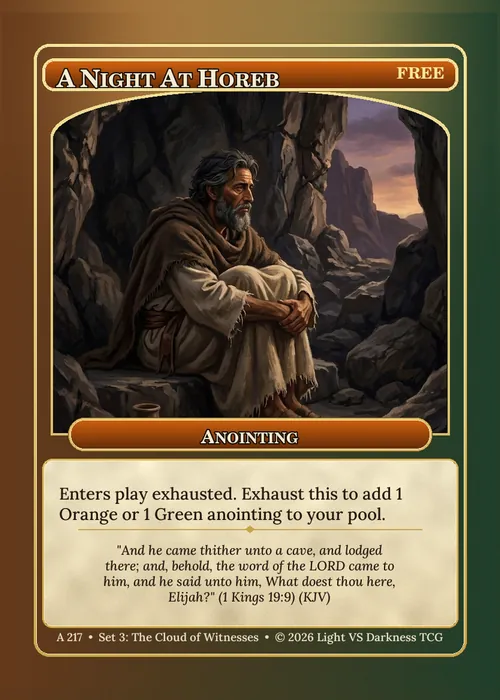 A Night At Horeb
FREE
Anointing
Enters play exhausted. Exhaust this to add 1
Orange or 1 Green anointing to your pool.
"And he came thither unto a cave, and lodged
there; and, behold, the word of the LORD came to
him, and he said unto him, What doest thou here,
Elijah?" (1 Kings 19:9) (KJV)
A 217 • Set 3: The Cloud of Witnesses • © 2026 Light VS Darkness TCG